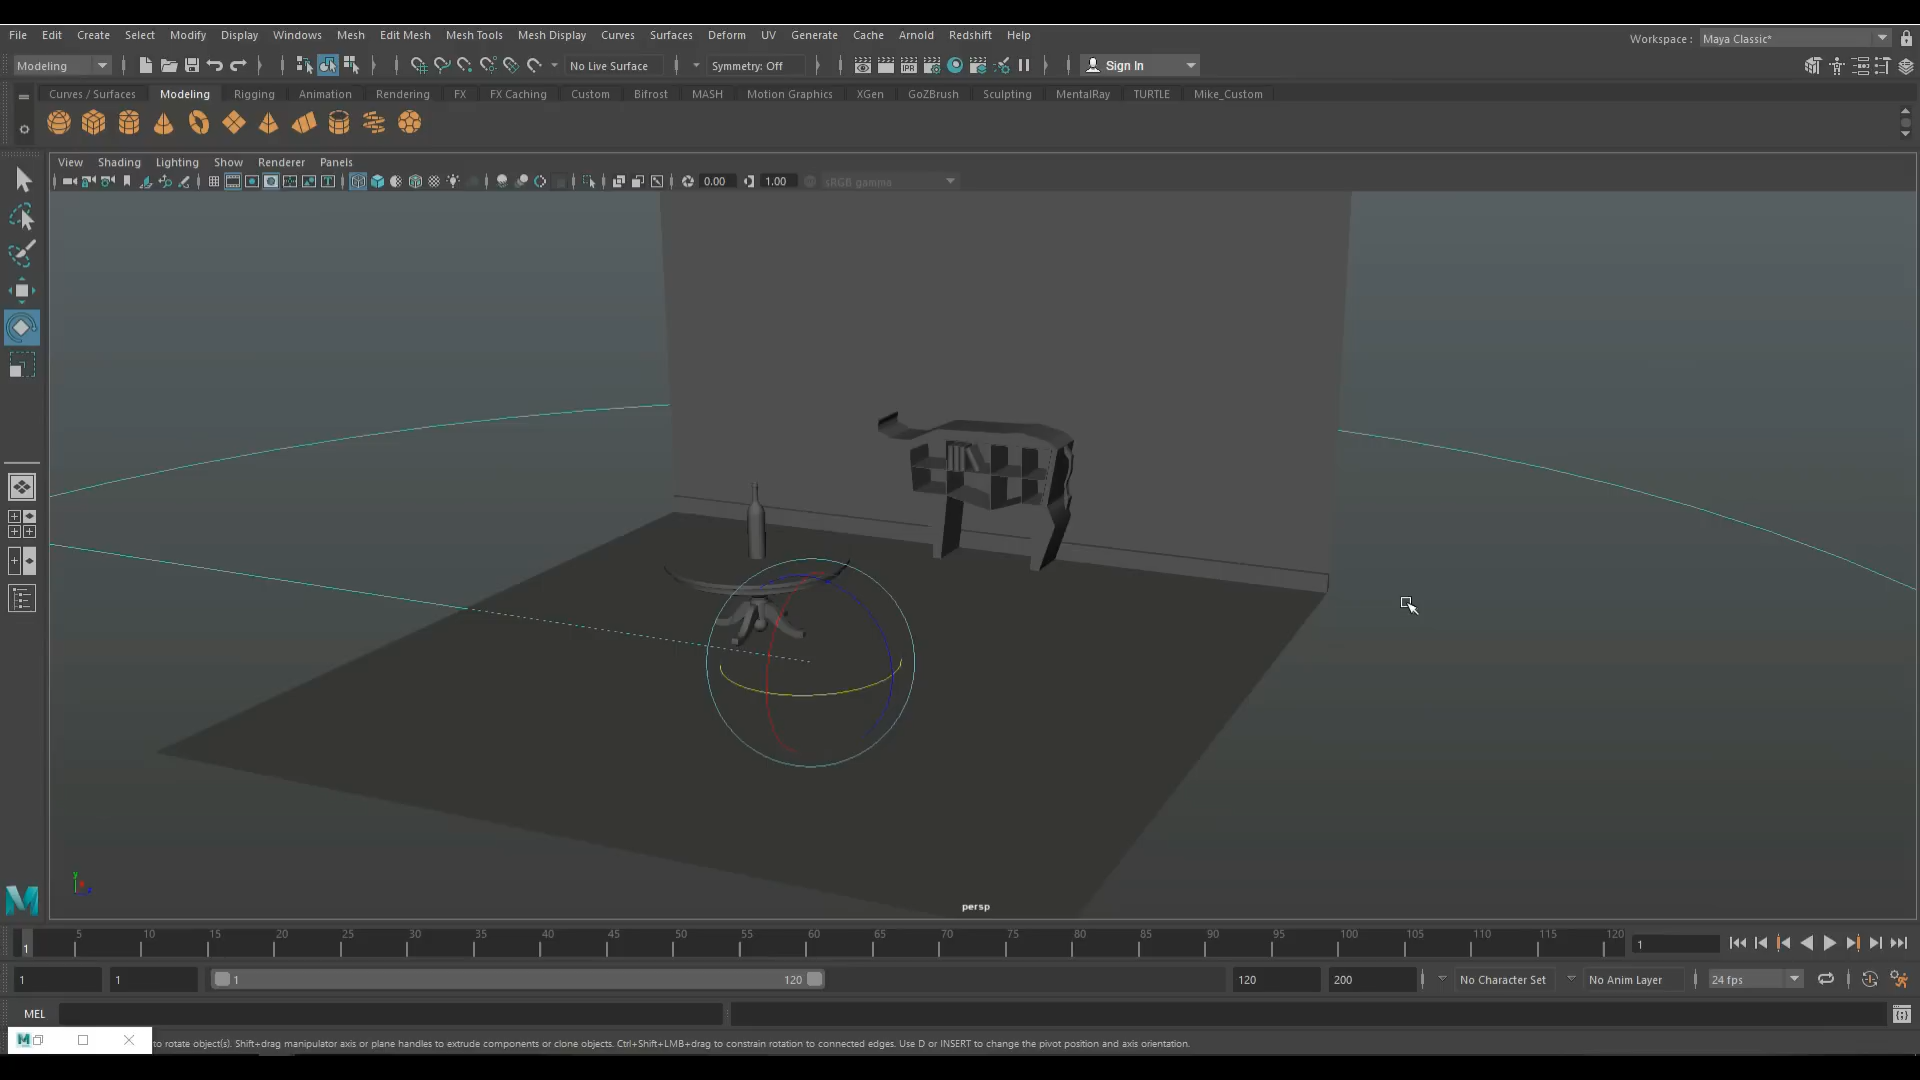 File Edit Create Select Modify Display Windows Mesh Edit Mesh Mesh Tools Mesh Display Curves Surfaces Deform UV Generate Cache Arnold Redshift Help Workspace : Maya Classic*
Modeling No Live Surface Symmetry: Off Sign In
Curves / Surfaces Modeling Rigging Animation Rendering FX FX Caching Custom Bifrost MASH Motion Graphics XGen GoZBrush Sculpting MentalRay TURTLE Mike_Custom
View Shading Lighting Show Renderer Panels
0.00 1.00 sRGB gamma
persp
5 10 15 20 25 30 35 40 45 50 55 60 65 70 75 80 85 90 95 100 105 110 115 120
1 1
1 1 1 120 120 200 No Character Set No Anim Layer 24 fps
MEL
to rotate object(s). Shift+drag manipulator axis or plane handles to extrude components or clone objects. Ctrl+Shift+LMB+drag to constrain rotation to connected edges. Use D or INSERT to change the pivot position and axis orientation.